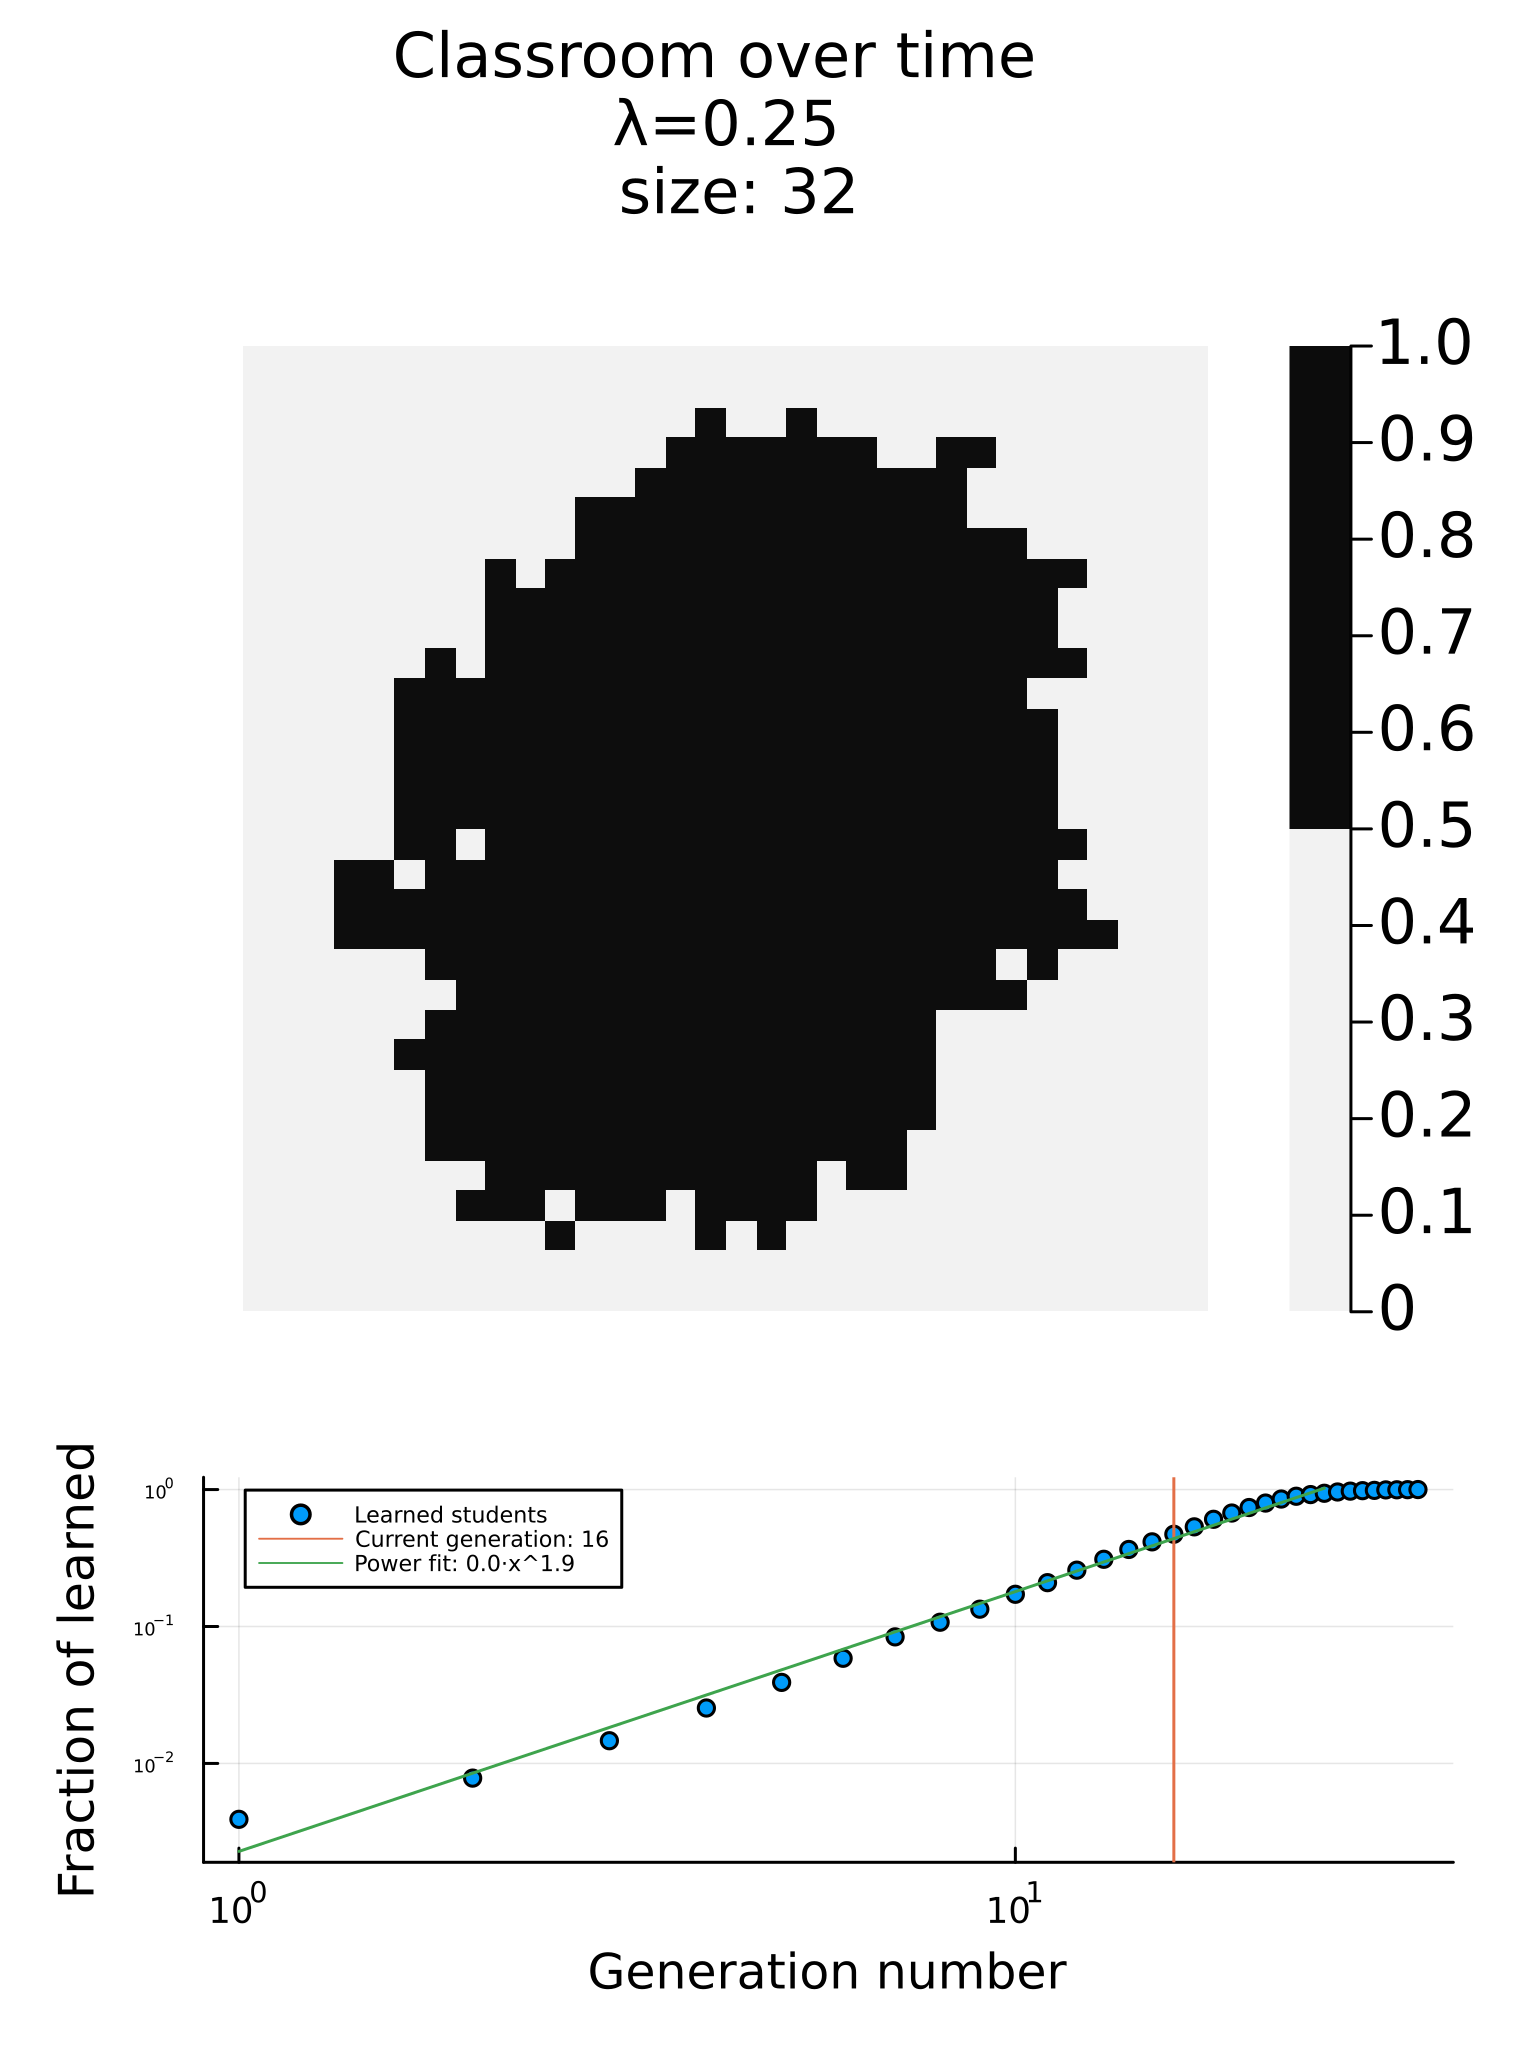 Classroom over time
λ=0.25
size: 32
1.0
0.9
0.8
0.7
0.6
0.5
0.4
0.3
0.2
0.1
0
Fraction of learned
10⁰
10⁻¹
10⁻²
Learned students
Current generation: 16
Power fit: 0.0·x^1.9
10⁰ 10¹
Generation number